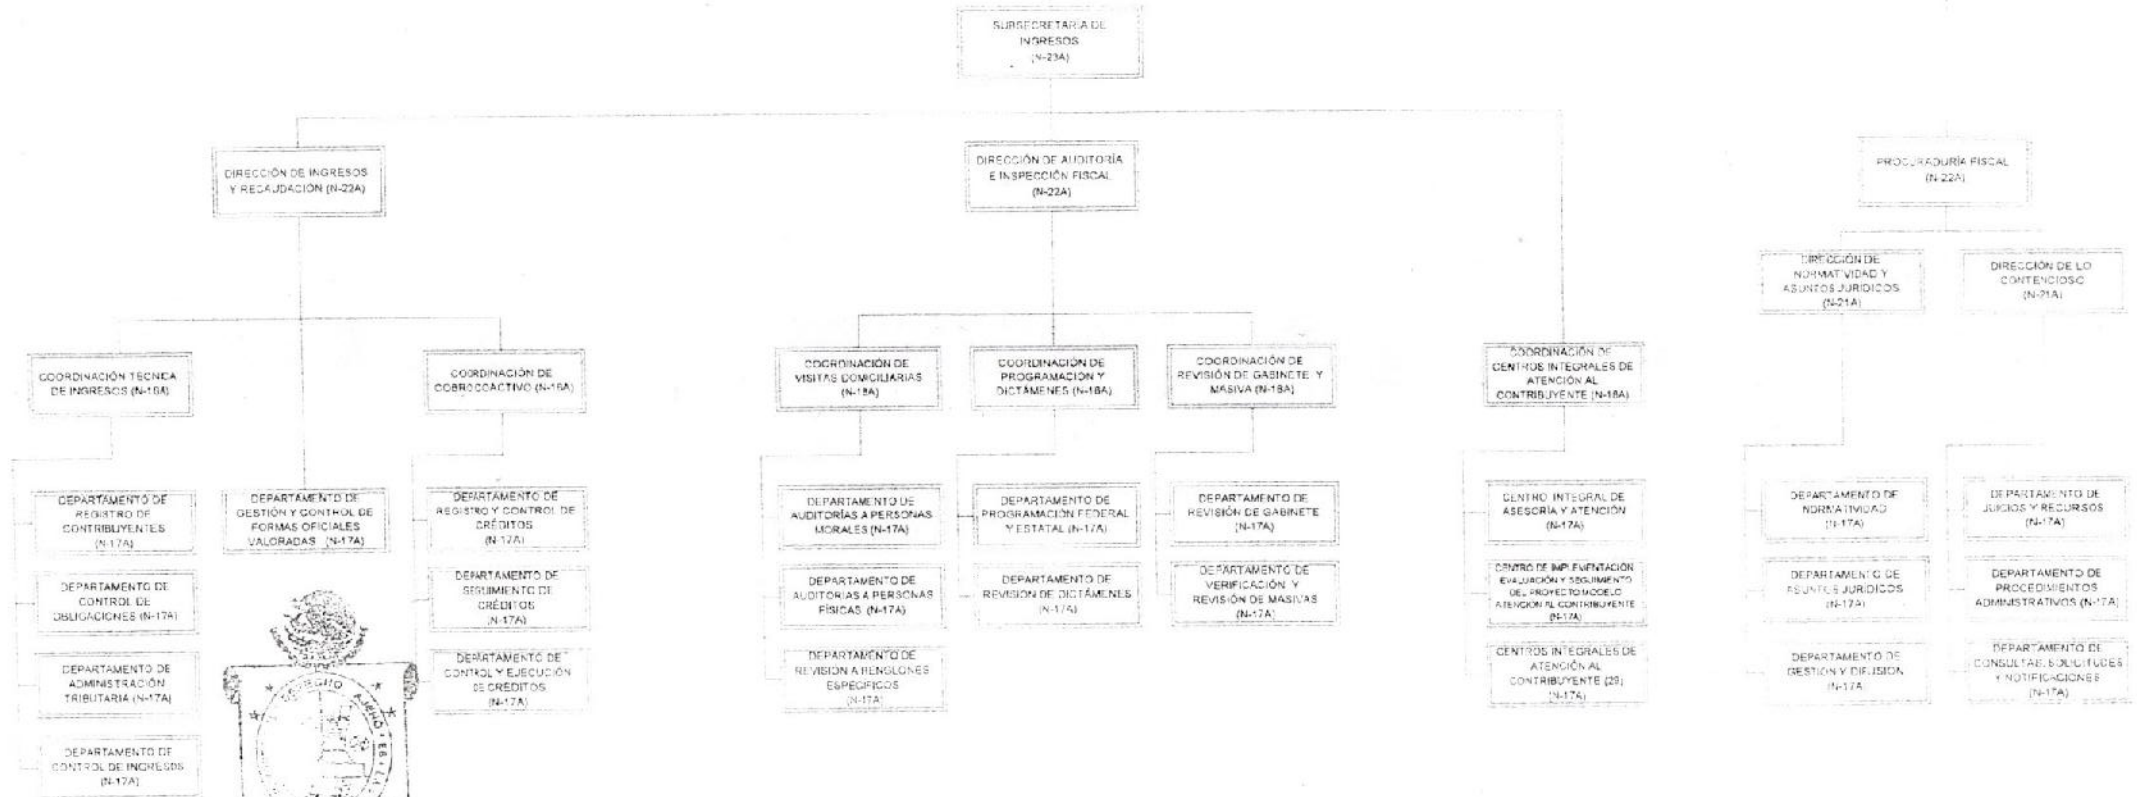 SUBSECRETARÍA DE
INGRESOS
(N-23A)
DIRECCIÓN DE INGRESOS
Y RECAUDACIÓN (N-22A)
DIRECCIÓN DE AUDITORÍA
E INSPECCIÓN FISCAL
(N-22A)
PROCURADURÍA FISCAL
(N-22A)
DIRECCIÓN DE
NORMATIVIDAD Y
ASUNTOS JURIDICOS
(N-21A)
DIRECCIÓN DE LO
CONTENCIOSO
(N-21A)
COORDINACIÓN TÉCNICA
DE INGRESOS (N-18A)
COORDINACIÓN DE
COBRO COACTIVO (N-18A)
COORDINACIÓN DE
VISITAS DOMICILIARIAS
(N-18A)
COORDINACIÓN DE
PROGRAMACIÓN Y
DICTÁMENES (N-18A)
COORDINACIÓN DE
REVISIÓN DE GABINETE Y
MASIVA (N-18A)
COORDINACIÓN DE
CENTROS INTEGRALES DE
ATENCIÓN AL
CONTRIBUYENTE (N-18A)
DEPARTAMENTO DE
REGISTRO DE
CONTRIBUYENTES
(N-17A)
DEPARTAMENTO DE
GESTIÓN Y CONTROL DE
FORMAS OFICIALES
VALORADAS (N-17A)
DEPARTAMENTO DE
REGISTRO Y CONTROL DE
CRÉDITOS
(N-17A)
DEPARTAMENTO DE
AUDITORÍAS A PERSONAS
MORALES (N-17A)
DEPARTAMENTO DE
PROGRAMACIÓN FEDERAL
Y ESTATAL (N-17A)
DEPARTAMENTO DE
REVISIÓN DE GABINETE
(N-17A)
CENTRO INTEGRAL DE
ASESORÍA Y ATENCIÓN
(N-17A)
DEPARTAMENTO DE
NORMATIVIDAD
(N-17A)
DEPARTAMENTO DE
JUICIOS Y RECURSOS
(N-17A)
DEPARTAMENTO DE
CONTROL DE
OBLIGACIONES (N-17A)
DEPARTAMENTO DE
SEGUIMIENTO DE
CRÉDITOS
(N-17A)
DEPARTAMENTO DE
AUDITORÍAS A PERSONAS
FÍSICAS (N-17A)
DEPARTAMENTO DE
REVISIÓN DE DICTÁMENES
(N-17A)
DEPARTAMENTO DE
VERIFICACIÓN Y
REVISIÓN DE MASIVAS
(N-17A)
CENTRO DE IMPLEMENTACIÓN
EVALUACIÓN Y SEGUIMIENTO
DEL PROYECTO MODELO
ATENCIÓN AL CONTRIBUYENTE
(N-17A)
DEPARTAMENTO DE
ASUNTOS JURIDICOS
(N-17A)
DEPARTAMENTO DE
PROCEDIMIENTOS
ADMINISTRATIVOS (N-17A)
DEPARTAMENTO DE
ADMINISTRACIÓN
TRIBUTARIA (N-17A)
DEPARTAMENTO DE
CONTROL Y EJECUCIÓN
DE CRÉDITOS
(N-17A)
DEPARTAMENTO DE
REVISIÓN A RENGLONES
ESPECÍFICOS
(N-17A)
CENTROS INTEGRALES DE
ATENCIÓN AL
CONTRIBUYENTE (29)
(N-17A)
DEPARTAMENTO DE
GESTIÓN Y DIFUSIÓN
(N-17A)
DEPARTAMENTO DE
CONSULTAS, SOLICITUDES
Y NOTIFICACIONES
(N-17A)
DEPARTAMENTO DE
CONTROL DE INGRESOS
(N-17A)
DERECHO AJENO ES LA